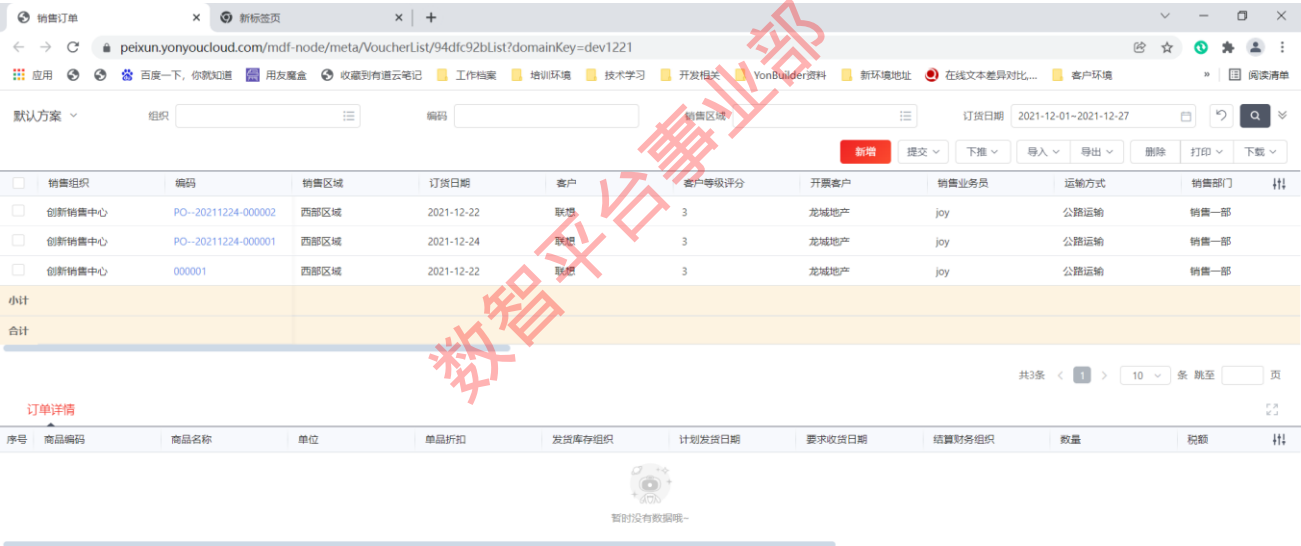 销售订单 新标签页
peixun.yonyoucloud.com/mdf-node/meta/VoucherList/94dfc92bList?domainKey=dev1221
应用 百度一下，你就知道 用友魔盒 收藏到有道云笔记 工作档案 培训环境 技术学习 开发相关 YonBuilder资料 新环境地址 在线文本差异对比,... 客户环境 » 阅读清单
默认方案 组织 编码 销售区域 订货日期 2021-12-01~2021-12-27
新增 提交 下推 导入 导出 删除 打印 下载
销售组织 编码 销售区域 订货日期 客户 客户等级评分 开票客户 销售业务员 运输方式 销售部门
创新销售中心 PO--20211224-000002 西部区域 2021-12-22 联想 3 龙城地产 joy 公路运输 销售一部
创新销售中心 PO--20211224-000001 西部区域 2021-12-24 联想 3 龙城地产 joy 公路运输 销售一部
创新销售中心 000001 西部区域 2021-12-22 联想 3 龙城地产 joy 公路运输 销售一部
小计
合计
共3条 1 10 条 跳至 页
订单详情
序号 商品编码 商品名称 单位 单品折扣 发货库存组织 计划发货日期 要求收货日期 结算财务组织 数量 税额
暂时没有数据哦~
数智平台事业部